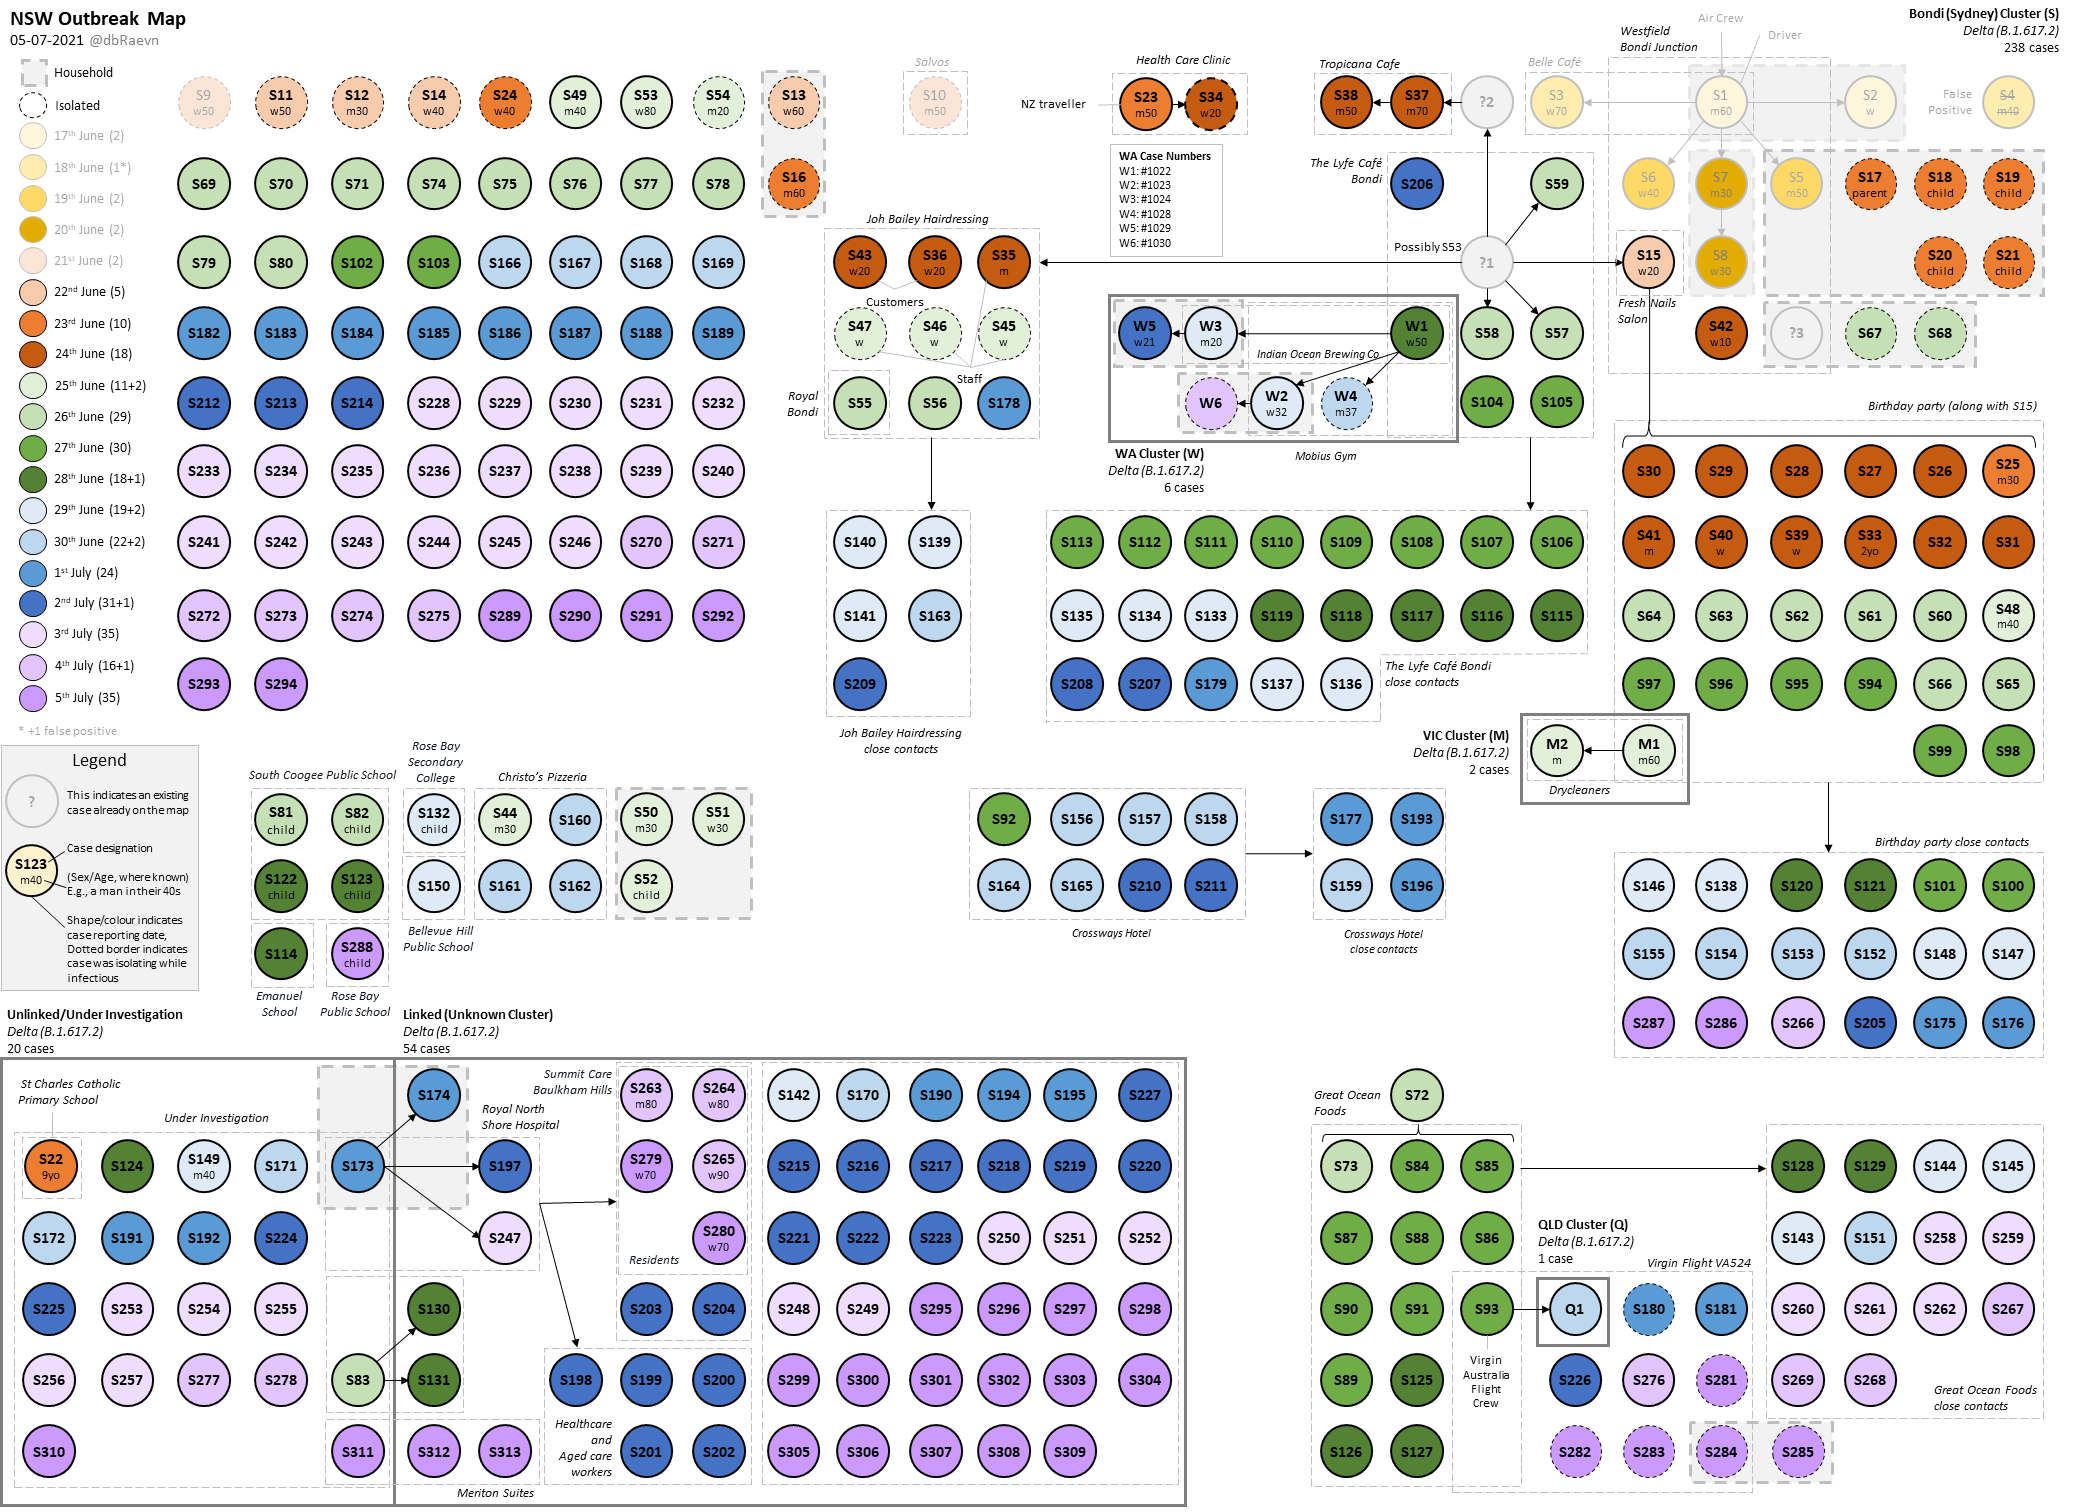 NSW Outbreak Map
05-07-2021 @dbRaevn
Household
Isolated
17th June (2)
18th June (1*)
19th June (2)
20th June (2)
21st June (2)
22nd June (5)
23rd June (10)
24th June (18)
25th June (11+2)
26th June (29)
27th June (30)
28th June (18+1)
29th June (19+2)
30th June (22+2)
1st July (24)
2nd July (31+1)
3rd July (35)
4th July (16+1)
5th July (35)
* +1 false positive
Legend
?
This indicates an existing
case already on the map
S123
m40
Case designation
(Sex/Age, where known)
E.g., a man in their 40s
Shape/colour indicates
case reporting date,
Dotted border indicates
case was isolating while
infectious
S9 w50 S11 w50 S12 m30 S14 w40 S24 w40 S49 m40 S53 w80 S54 m20
S69 S70 S71 S74 S75 S76 S77 S78
S79 S80 S102 S103 S166 S167 S168 S169
S182 S183 S184 S185 S186 S187 S188 S189
S212 S213 S214 S228 S229 S230 S231 S232
S233 S234 S235 S236 S237 S238 S239 S240
S241 S242 S243 S244 S245 S246 S270 S271
S272 S273 S274 S275 S289 S290 S291 S292
S293 S294
S13 w60
S16 m60
Salvos
S10 m50
Health Care Clinic
NZ traveller
S23 m50 S34 w20
WA Case Numbers
W1: #1022
W2: #1023
W3: #1024
W4: #1028
W5: #1029
W6: #1030
Tropicana Cafe
S38 m50 S37 m70 ?2
Belle Café
S3 w70
Westfield
Bondi Junction
Air Crew
Driver
S1 m60 S2 w
False
Positive
S4 m40
Bondi (Sydney) Cluster (S)
Delta (B.1.617.2)
238 cases
The Lyfe Café
Bondi
S206 S59
Possibly S53
?1
S58 S57
S104 S105
S6 w40 S7 m30 S5 m50 S17 parent S18 child S19 child
S15 w20 S8 w30 S20 child S21 child
Fresh Nails
Salon
S42 w10 ?3 S67 S68
Joh Bailey Hairdressing
S43 w20 S36 w20 S35 m
Customers
S47 w S46 w S45 w
Staff
Royal
Bondi
S55 S56 S178
W5 w21 W3 m20 W1 w50
Indian Ocean Brewing Co.
W6 W2 w32 W4 m37
WA Cluster (W)
Delta (B.1.617.2)
6 cases
Mobius Gym
Birthday party (along with S15)
S30 S29 S28 S27 S26 S25 m30
S41 m S40 w S39 w S33 2yo S32 S31
S64 S63 S62 S61 S60 S48 m40
S97 S96 S95 S94 S66 S65
S99 S98
S140 S139
S141 S163
S209
Joh Bailey Hairdressing
close contacts
S113 S112 S111 S110 S109 S108 S107 S106
S135 S134 S133 S119 S118 S117 S116 S115
S208 S207 S179 S137 S136
The Lyfe Café Bondi
close contacts
VIC Cluster (M)
Delta (B.1.617.2)
2 cases
M2 m M1 m60
Drycleaners
South Coogee Public School
S81 child S82 child
S122 child S123 child
S114 S288 child
Emanuel
School
Rose Bay
Public School
Rose Bay
Secondary
College
S132 child
S150
Bellevue Hill
Public School
Christo's Pizzeria
S44 m30 S160
S161 S162
S50 m30 S51 w30
S52 child
S92 S156 S157 S158
S164 S165 S210 S211
Crossways Hotel
S177 S193
S159 S196
Crossways Hotel
close contacts
Birthday party close contacts
S146 S138 S120 S121 S101 S100
S155 S154 S153 S152 S148 S147
S287 S286 S266 S205 S175 S176
Unlinked/Under Investigation
Delta (B.1.617.2)
20 cases
St Charles Catholic
Primary School
Under Investigation
S22 9yo S124 S149 m40 S171 S173
S172 S191 S192 S224
S225 S253 S254 S255
S256 S257 S277 S278 S83
S310 S311
Linked (Unknown Cluster)
Delta (B.1.617.2)
54 cases
S174
Royal North
Shore Hospital
S197
S247
S130
S131
S312 S313
Meriton Suites
Summit Care
Baulkham Hills
S263 m80 S264 w80
S279 w70 S265 w90
S280 w70
Residents
S203 S204
S198 S199 S200
S201 S202
Healthcare
and
Aged care
workers
S142 S170 S190 S194 S195 S227
S215 S216 S217 S218 S219 S220
S221 S222 S223 S250 S251 S252
S248 S249 S295 S296 S297 S298
S299 S300 S301 S302 S303 S304
S305 S306 S307 S308 S309
Great Ocean
Foods
S72
S73 S84 S85
S87 S88 S86
S90 S91 S93
S89 S125
S126 S127
Virgin
Australia
Flight
Crew
QLD Cluster (Q)
Delta (B.1.617.2)
1 case
Virgin Flight VA524
Q1 S180 S181
S226 S276 S281
S282 S283 S284 S285
S128 S129 S144 S145
S143 S151 S258 S259
S260 S261 S262 S267
S269 S268
Great Ocean Foods
close contacts